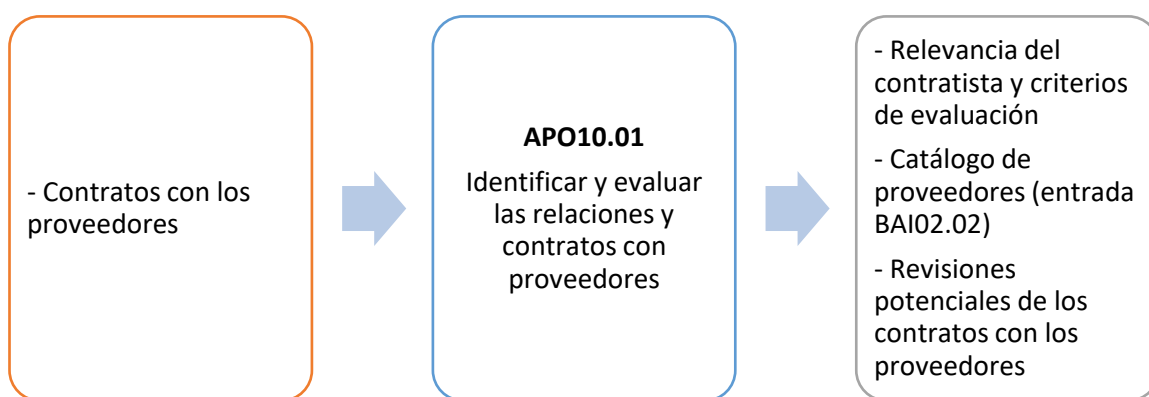 - Contratos con los
proveedores
APO10.01
Identificar y evaluar
las relaciones y
contratos con
proveedores
- Relevancia del
contratista y criterios
de evaluación
- Catálogo de
proveedores (entrada
BAI02.02)
- Revisiones
potenciales de los
contratos con los
proveedores